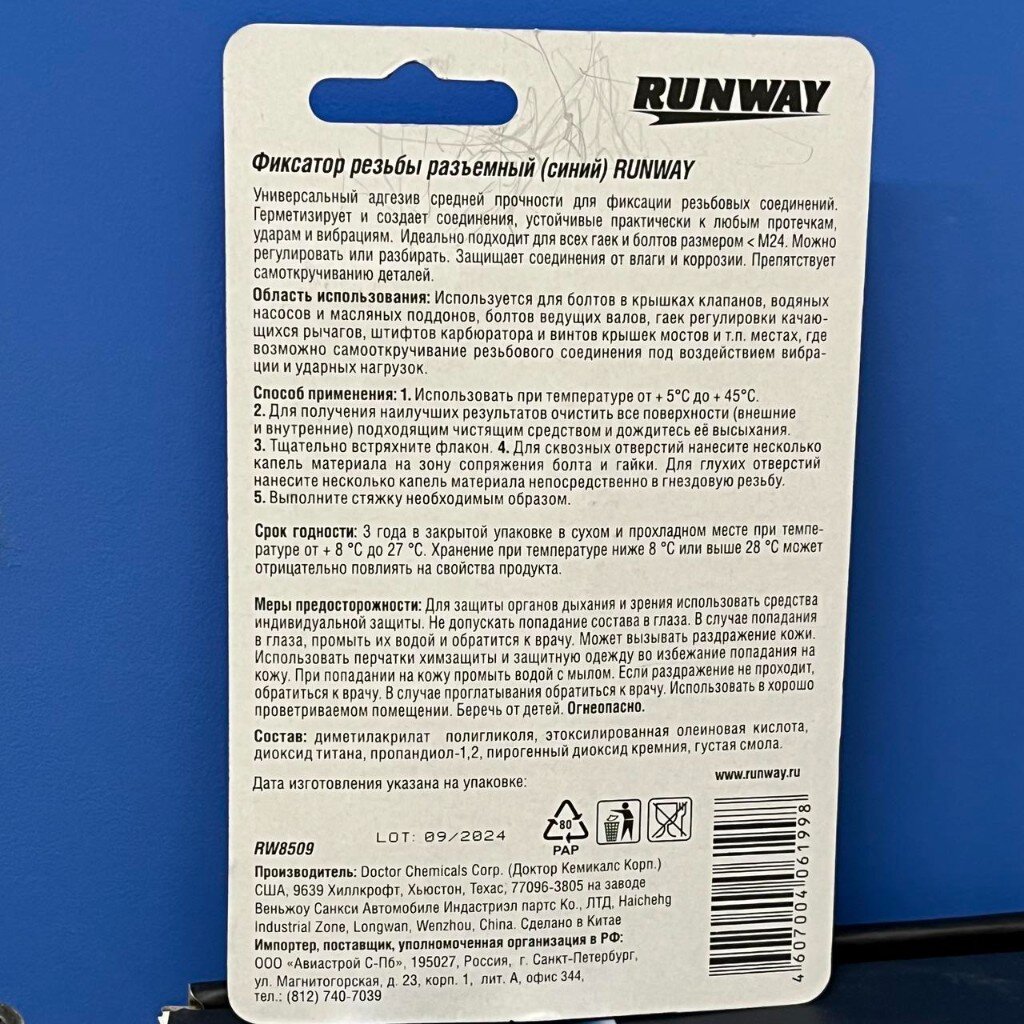 RUNWAY
Фиксатор резьбы разъемный (синий) RUNWAY
Универсальный адгезив средней прочности для фиксации резьбовых соединений.
Герметизирует и создает соединения, устойчивые практически к любым протечкам,
ударам и вибрациям. Идеально подходит для всех гаек и болтов размером < М24. Можно
регулировать или разбирать. Защищает соединения от влаги и коррозии. Препятствует
самоткручиванию деталей.
Область использования: Используется для болтов в крышках клапанов, водяных
насосов и масляных поддонов, болтов ведущих валов, гаек регулировки качаю-
щихся рычагов, штифтов карбюратора и винтов крышек мостов и т.п. местах, где
возможно самооткручивание резьбового соединения под воздействием вибра-
ции и ударных нагрузок.
Способ применения: 1. Использовать при температуре от + 5°С до + 45°С.
2. Для получения наилучших результатов очистить все поверхности (внешние
и внутренние) подходящим чистящим средством и дождитесь её высыхания.
3. Тщательно встряхните флакон. 4. Для сквозных отверстий нанесите несколько
капель материала на зону сопряжения болта и гайки. Для глухих отверстий
нанесите несколько капель материала непосредственно в гнездовую резьбу.
5. Выполните стяжку необходимым образом.
Срок годности: 3 года в закрытой упаковке в сухом и прохладном месте при темпе-
ратуре от + 8 °С до 27 °С. Хранение при температуре ниже 8 °С или выше 28 °С может
отрицательно повлиять на свойства продукта.
Меры предосторожности: Для защиты органов дыхания и зрения использовать средства
индивидуальной защиты. Не допускать попадание состава в глаза. В случае попадания
в глаза, промыть их водой и обратится к врачу. Может вызывать раздражение кожи.
Использовать перчатки химзащиты и защитную одежду во избежание попадания на
кожу. При попадании на кожу промыть водой с мылом. Если раздражение не проходит,
обратиться к врачу. В случае проглатывания обратиться к врачу. Использовать в хорошо
проветриваемом помещении. Беречь от детей. Огнеопасно.
Состав: диметилакрилат полигликоля, этоксилированная олеиновая кислота,
диоксид титана, пропандиол-1,2, пирогенный диоксид кремния, густая смола.
Дата изготовления указана на упаковке:
www.runway.ru
LOT: 09/2024
80
PAP
RW8509
Производитель: Doctor Chemicals Corp. (Доктор Кемикалс Корп.)
США, 9639 Хиллкрофт, Хьюстон, Техас, 77096-3805 на заводе
Веньжоу Санкси Автомобиле Индастриэл партс Ко., ЛТД, Haicheng
Industrial Zone, Longwan, Wenzhou, China. Сделано в Китае
Импортер, поставщик, уполномоченная организация в РФ:
ООО «Авиастрой С-Пб», 195027, Россия, г. Санкт-Петербург,
ул. Магнитогорская, д. 23, корп. 1, лит. А, офис 344,
тел.: (812) 740-7039
4 607004 061998